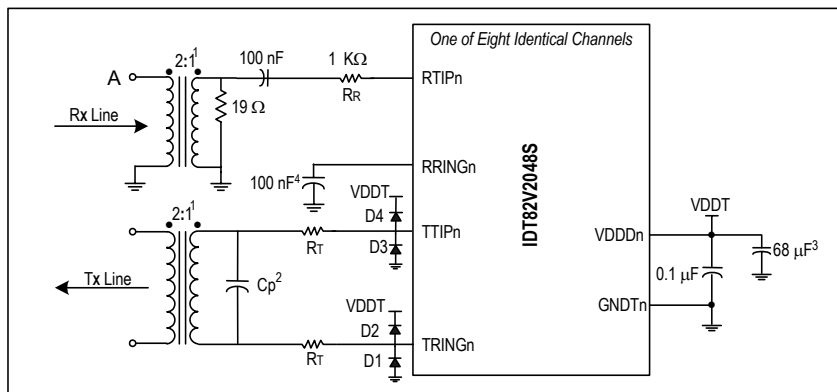 One of Eight Identical Channels
2:1¹
100 nF
1 KΩ
A
RTIPn
19 Ω
RR
Rx Line
RRINGn
100 nF⁴
VDDT
VDDT
2:1¹
D4
IDT82V2048S
TTIPn
VDDDn
RT
D3
68 µF³
0.1 µF
Tx Line
Cp²
VDDT
GNDTn
D2
TRINGn
RT
D1